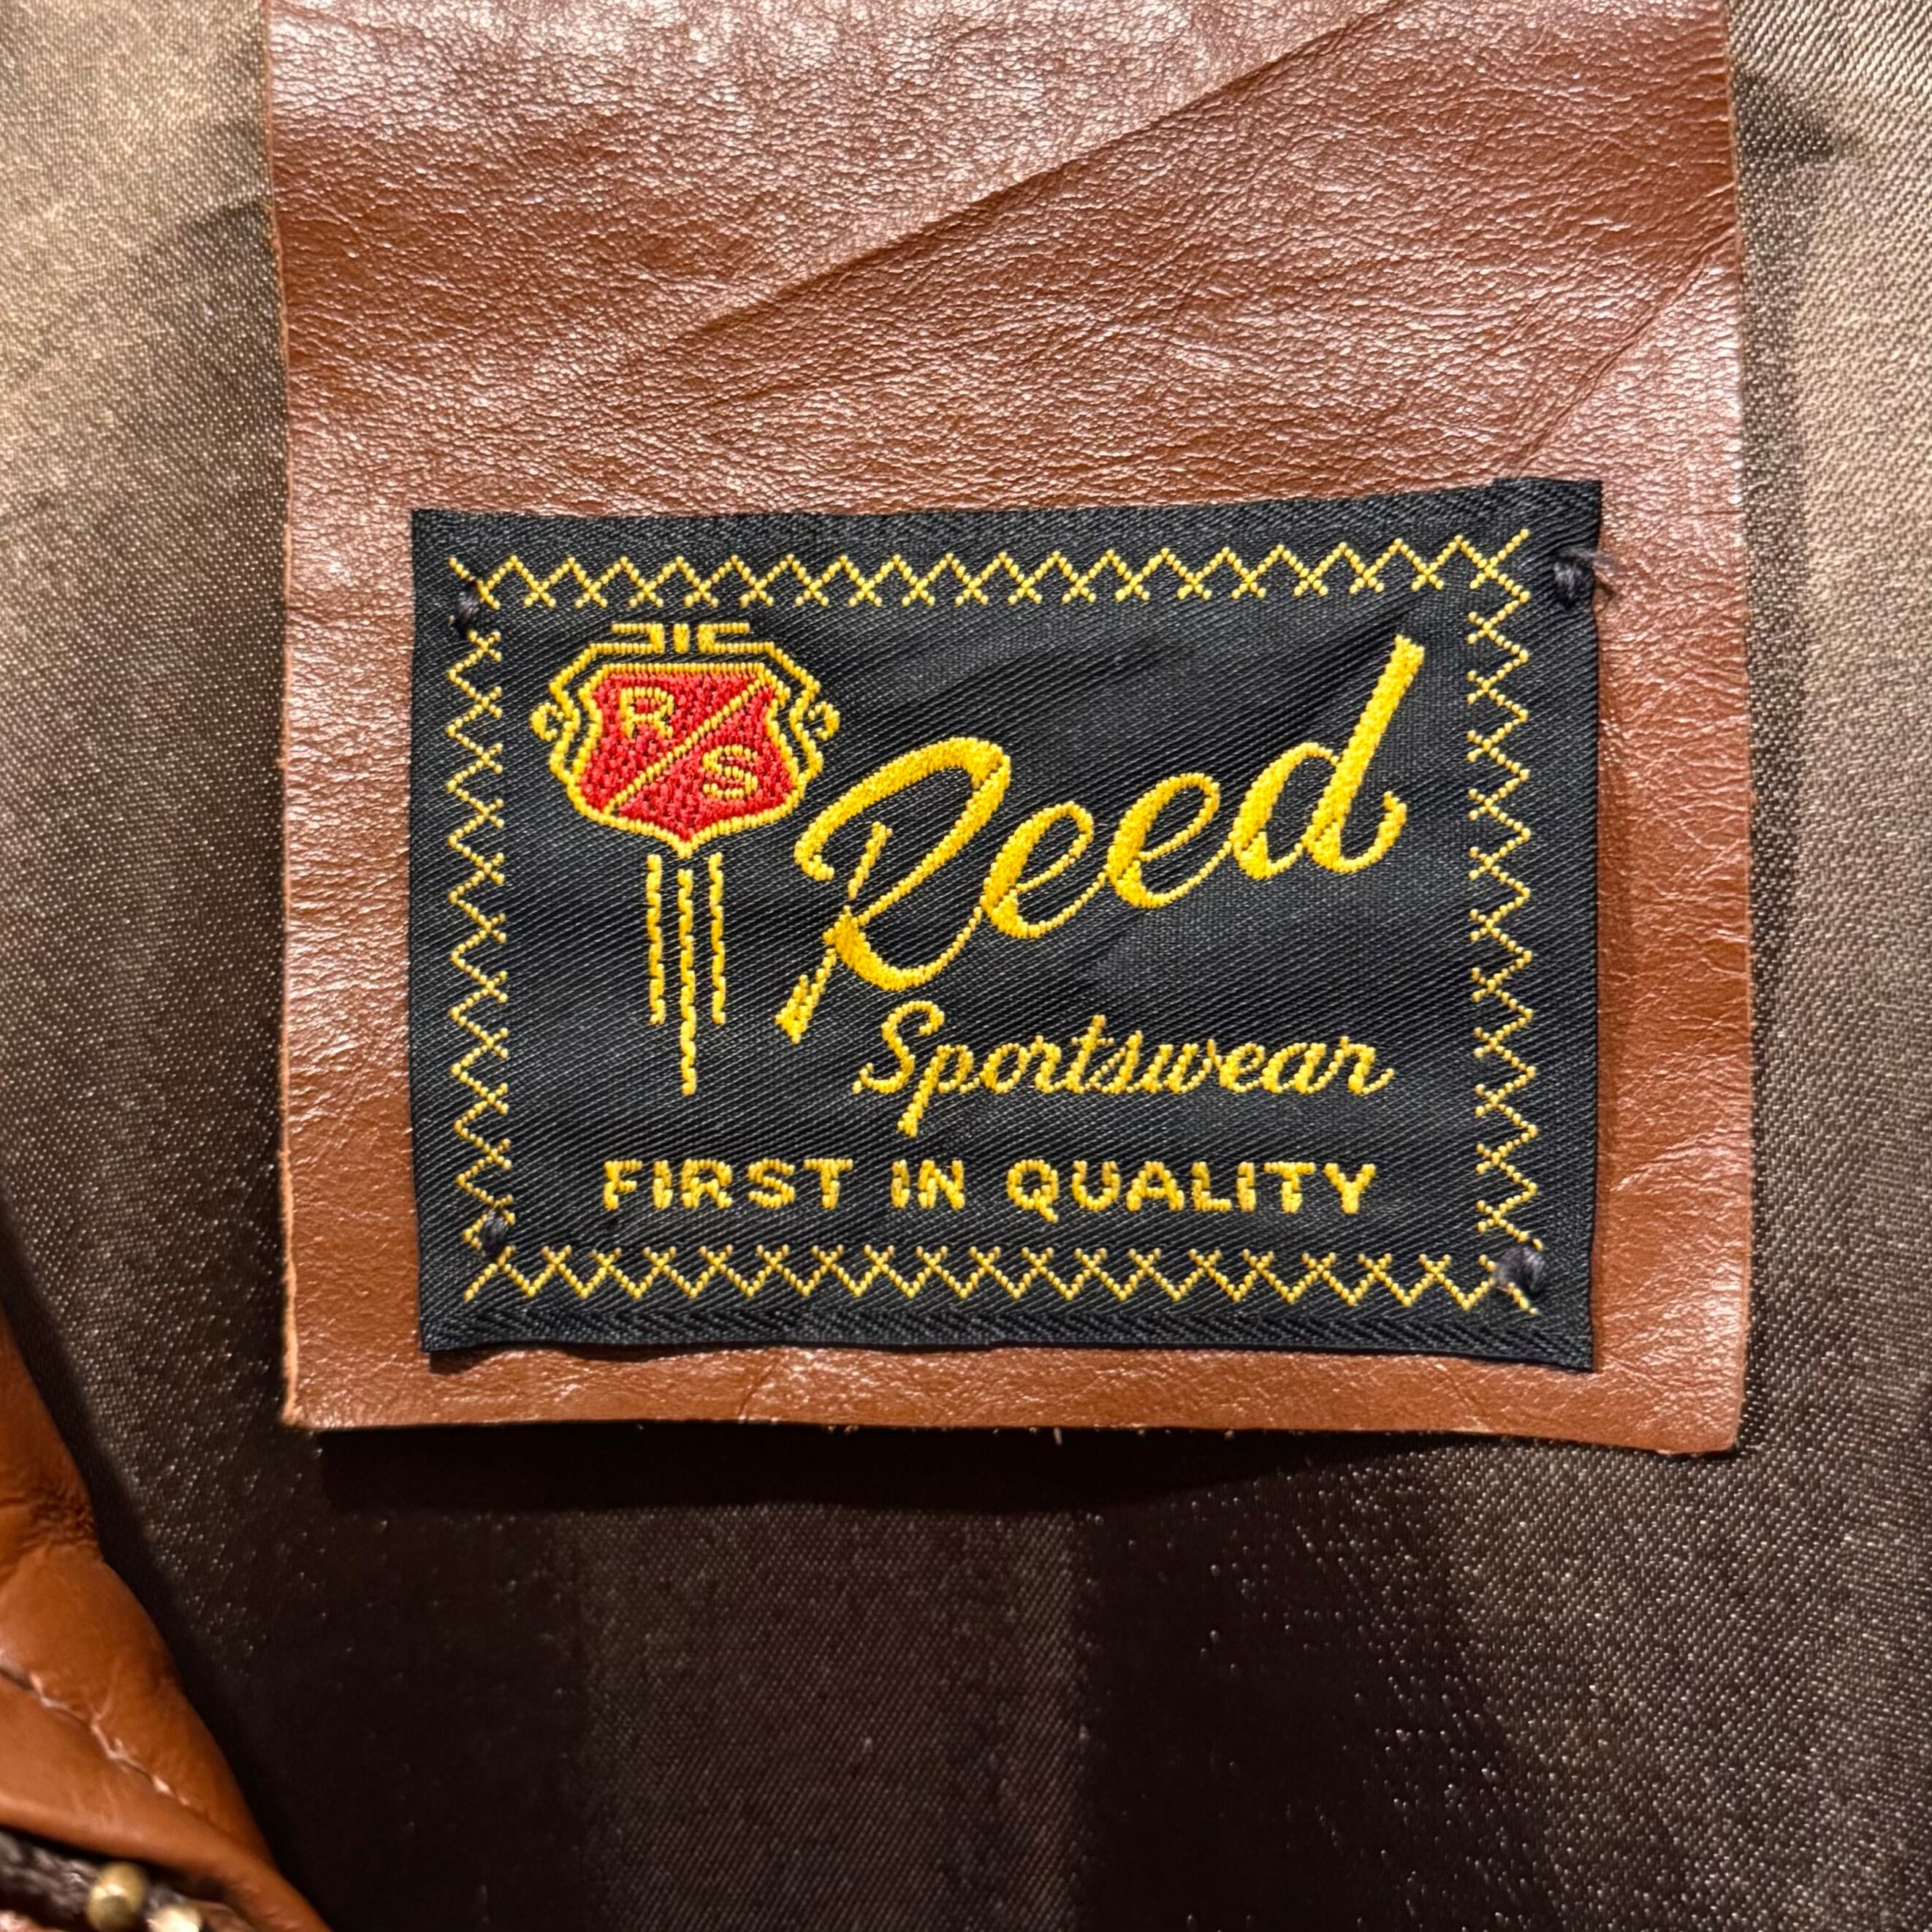 R
S
Reed
Sportswear
FIRST IN QUALITY